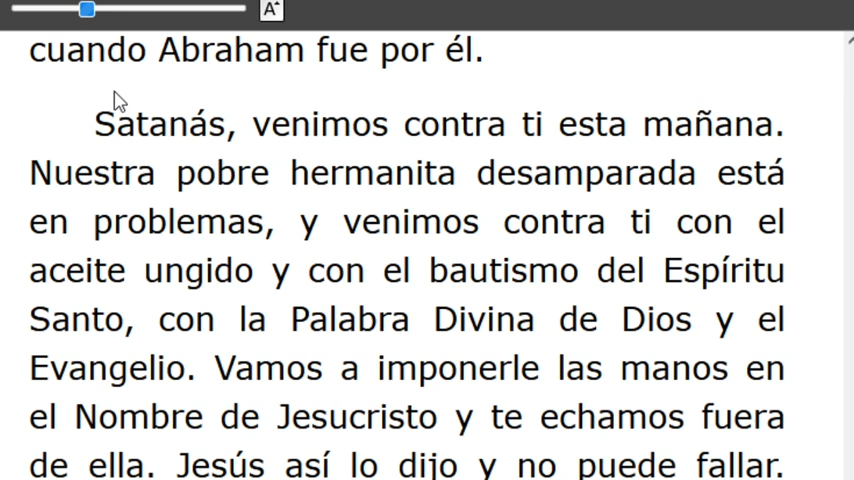 A
cuando Abraham fue por él.
Satanás, venimos contra ti esta mañana.
Nuestra pobre hermanita desamparada está
en problemas, y venimos contra ti con el
aceite ungido y con el bautismo del Espíritu
Santo, con la Palabra Divina de Dios y el
Evangelio. Vamos a imponerle las manos en
el Nombre de Jesucristo y te echamos fuera
de ella. Jesús así lo dijo y no puede fallar.